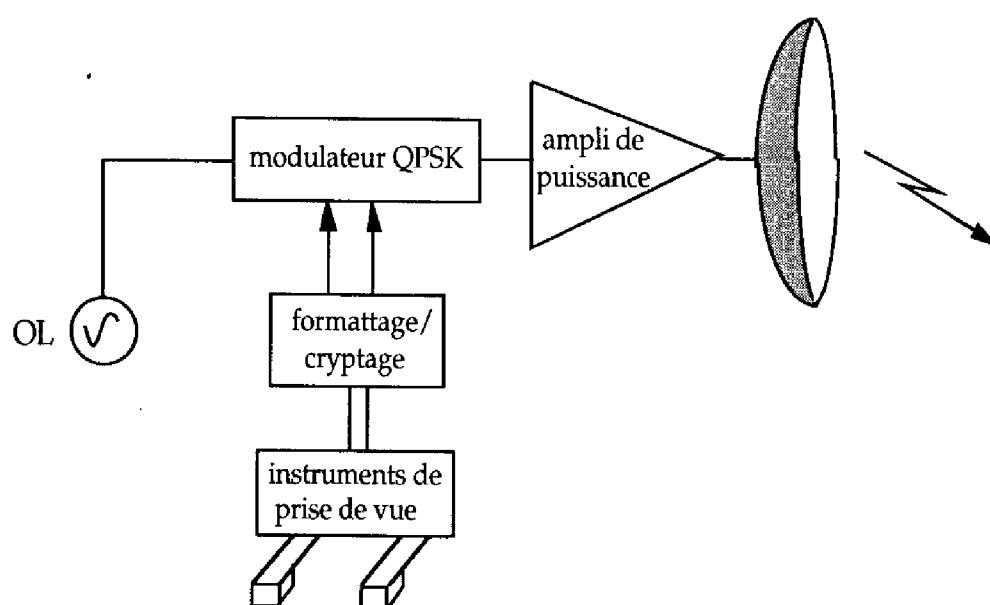 modulateur QPSK
ampli de
puissance
OL
formattage/
cryptage
instruments de
prise de vue